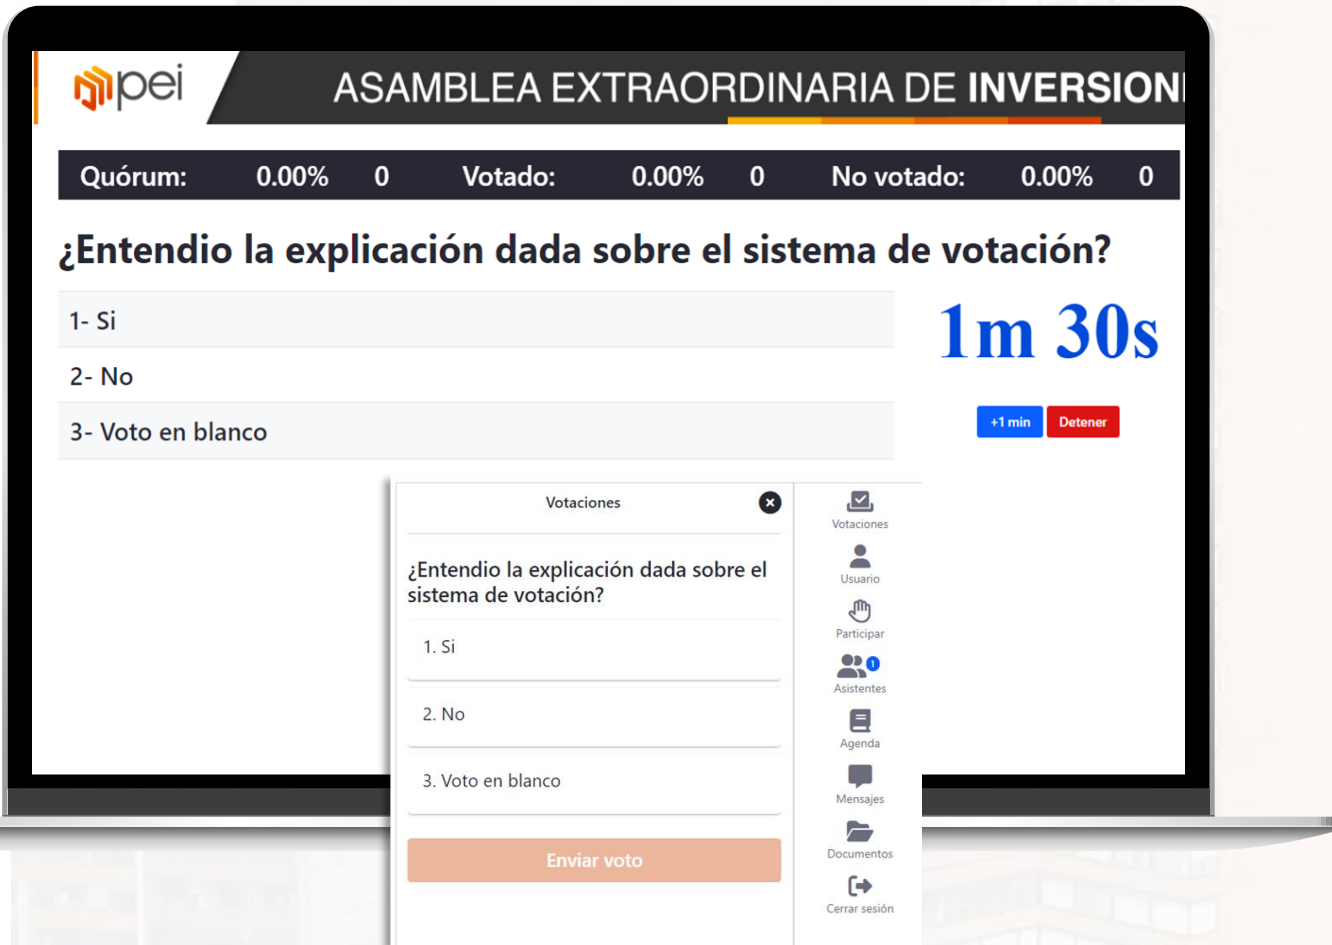 pei
ASAMBLEA EXTRAORDINARIA DE INVERSION
Quórum: 0.00% 0 Votado: 0.00% 0 No votado: 0.00% 0
¿Entendio la explicación dada sobre el sistema de votación?
1- Si
2- No
3- Voto en blanco
1m 30s
+1 min Detener
Votaciones
¿Entendio la explicación dada sobre el
sistema de votación?
1. Si
2. No
3. Voto en blanco
Enviar voto
Votaciones
Usuario
Participar
1
Asistentes
Agenda
Mensajes
Documentos
Cerrar sesión